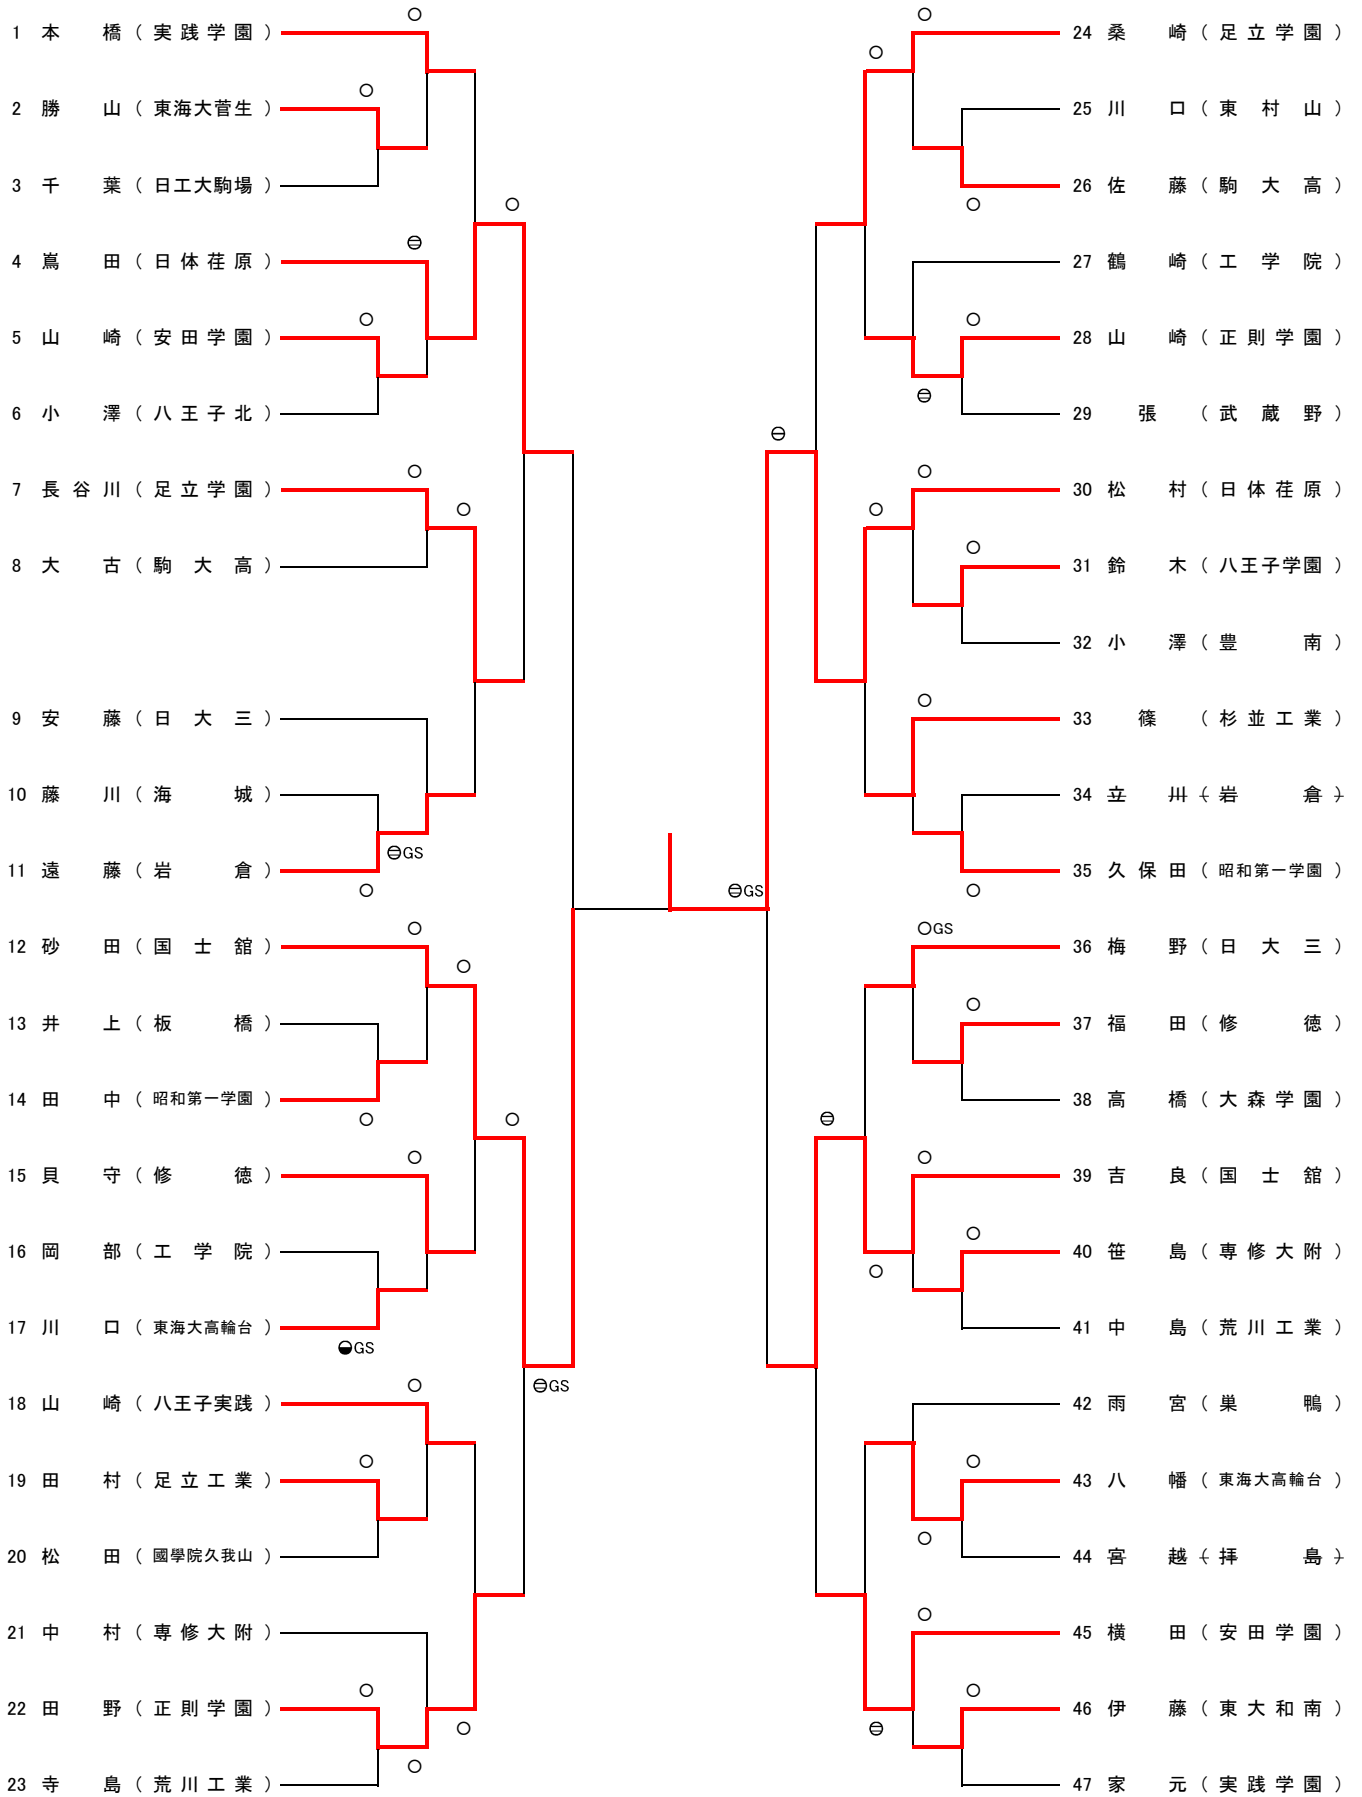 1 本橋（実践学園）
2 勝山（東海大菅生）
3 千葉（日工大駒場）
4 嶌田（日体荏原）
5 山崎（安田学園）
6 小澤（八王子北）
7 長谷川（足立学園）
8 大古（駒大高）
9 安藤（日大三）
10 藤川（海城）
11 遠藤（岩倉）
GS
12 砂田（国士舘）
13 井上（板橋）
14 田中（昭和第一学園）
15 貝守（修徳）
16 岡部（工学院）
17 川口（東海大高輪台）
GS
18 山崎（八王子実践）
19 田村（足立工業）
20 松田（國學院久我山）
21 中村（専修大附）
22 田野（正則学園）
23 寺島（荒川工業）
GS
GS
24 桑崎（足立学園）
25 川口（東村山）
26 佐藤（駒大高）
27 鶴崎（工学院）
28 山崎（正則学園）
29 張（武蔵野）
30 松村（日体荏原）
31 鈴木（八王子学園）
32 小澤（豊南）
33 篠（杉並工業）
34 立川（岩倉）
35 久保田（昭和第一学園）
GS
36 梅野（日大三）
37 福田（修徳）
38 高橋（大森学園）
39 吉良（国士舘）
40 笹島（専修大附）
41 中島（荒川工業）
42 雨宮（巣鴨）
43 八幡（東海大高輪台）
44 宮越（拝島）
45 横田（安田学園）
46 伊藤（東大和南）
47 家元（実践学園）